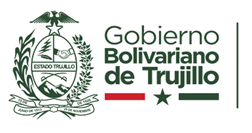 Gobierno
Bolivariano
de Trujillo
ESTADO TRUJILLO